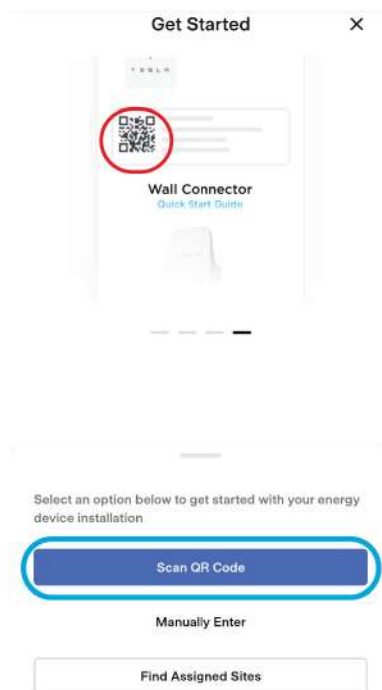 Get Started
TESLA
Wall Connector
Quick Start Guide
Select an option below to get started with your energy
device installation
Scan QR Code
Manually Enter
Find Assigned Sites